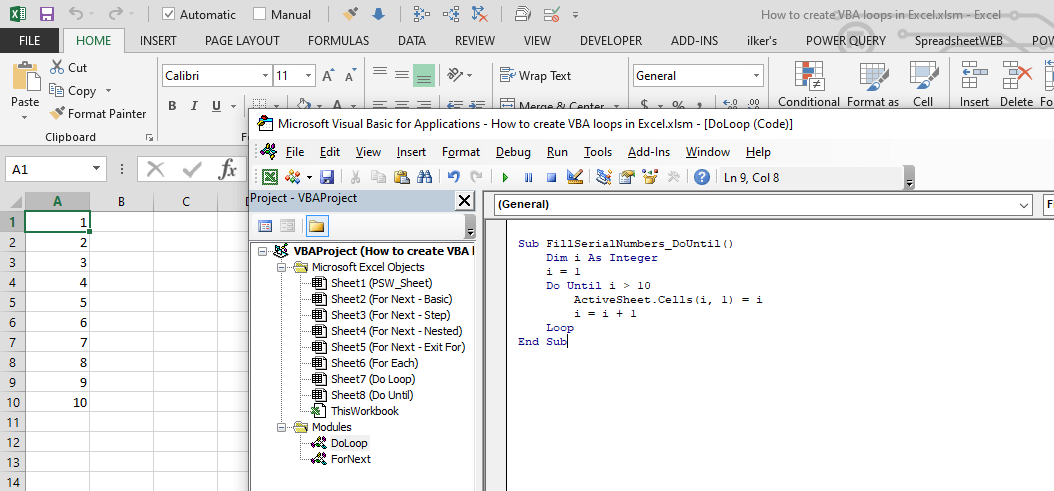 Automatic Manual How to create VBA loops in Excel.xlsm - Excel
FILE HOME INSERT PAGE LAYOUT FORMULAS DATA REVIEW VIEW DEVELOPER ADD-INS ilker's POWER QUERY SpreadsheetWEB
Paste
Cut
Copy
Format Painter
Clipboard
Calibri 11
B I U
Wrap Text
Merge & Center
General
$ % ,
Conditional Format as Cell
Insert Delete
Microsoft Visual Basic for Applications - How to create VBA loops in Excel.xlsm - [DoLoop (Code)]
File Edit View Insert Format Debug Run Tools Add-Ins Window Help
Ln 9, Col 8
A1 fx
A B C
1 1
2 2
3 3
4 4
5 5
6 6
7 7
8 8
9 9
10 10
11
12
13
14
Project - VBAProject
VBAProject (How to create VBA
Microsoft Excel Objects
Sheet1 (PSW_Sheet)
Sheet2 (For Next - Basic)
Sheet3 (For Next - Step)
Sheet4 (For Next - Nested)
Sheet5 (For Next - Exit For)
Sheet6 (For Each)
Sheet7 (Do Loop)
Sheet8 (Do Until)
ThisWorkbook
Modules
DoLoop
ForNext
(General)
Sub FillSerialNumbers_DoUntil()
Dim i As Integer
i = 1
Do Until i > 10
ActiveSheet.Cells(i, 1) = i
i = i + 1
Loop
End Sub